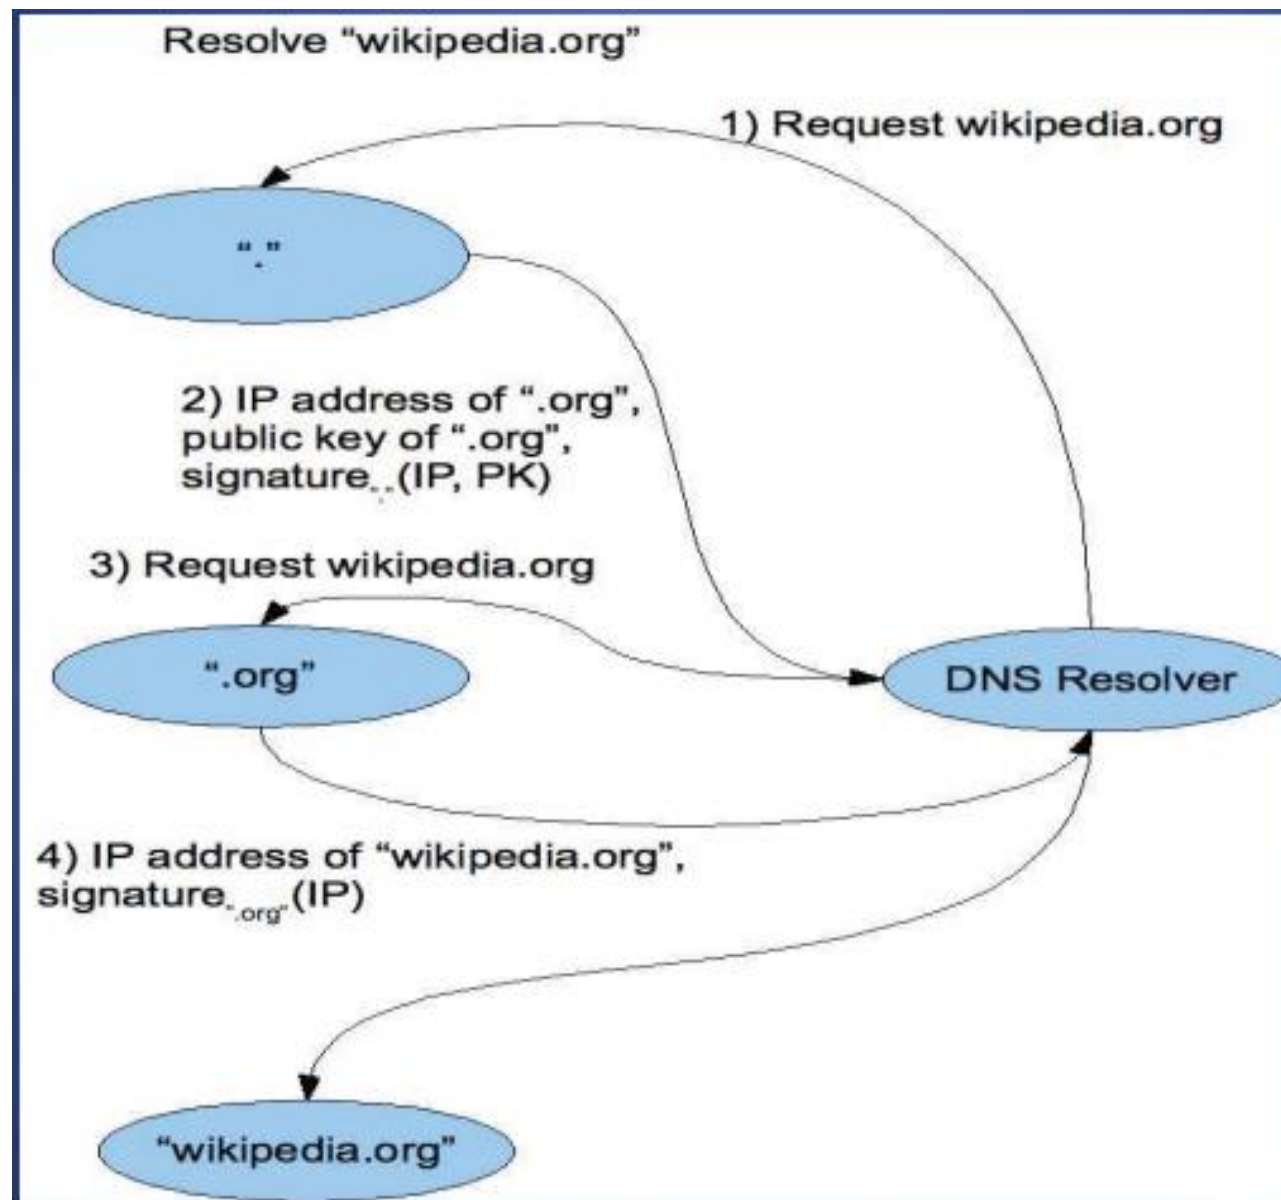 Resolve “wikipedia.org”
1) Request wikipedia.org
“.”
2) IP address of “.org”,
public key of “.org”,
signature“.”(IP, PK)
3) Request wikipedia.org
“.org”
DNS Resolver
4) IP address of “wikipedia.org”,
signature“.org”(IP)
“wikipedia.org”